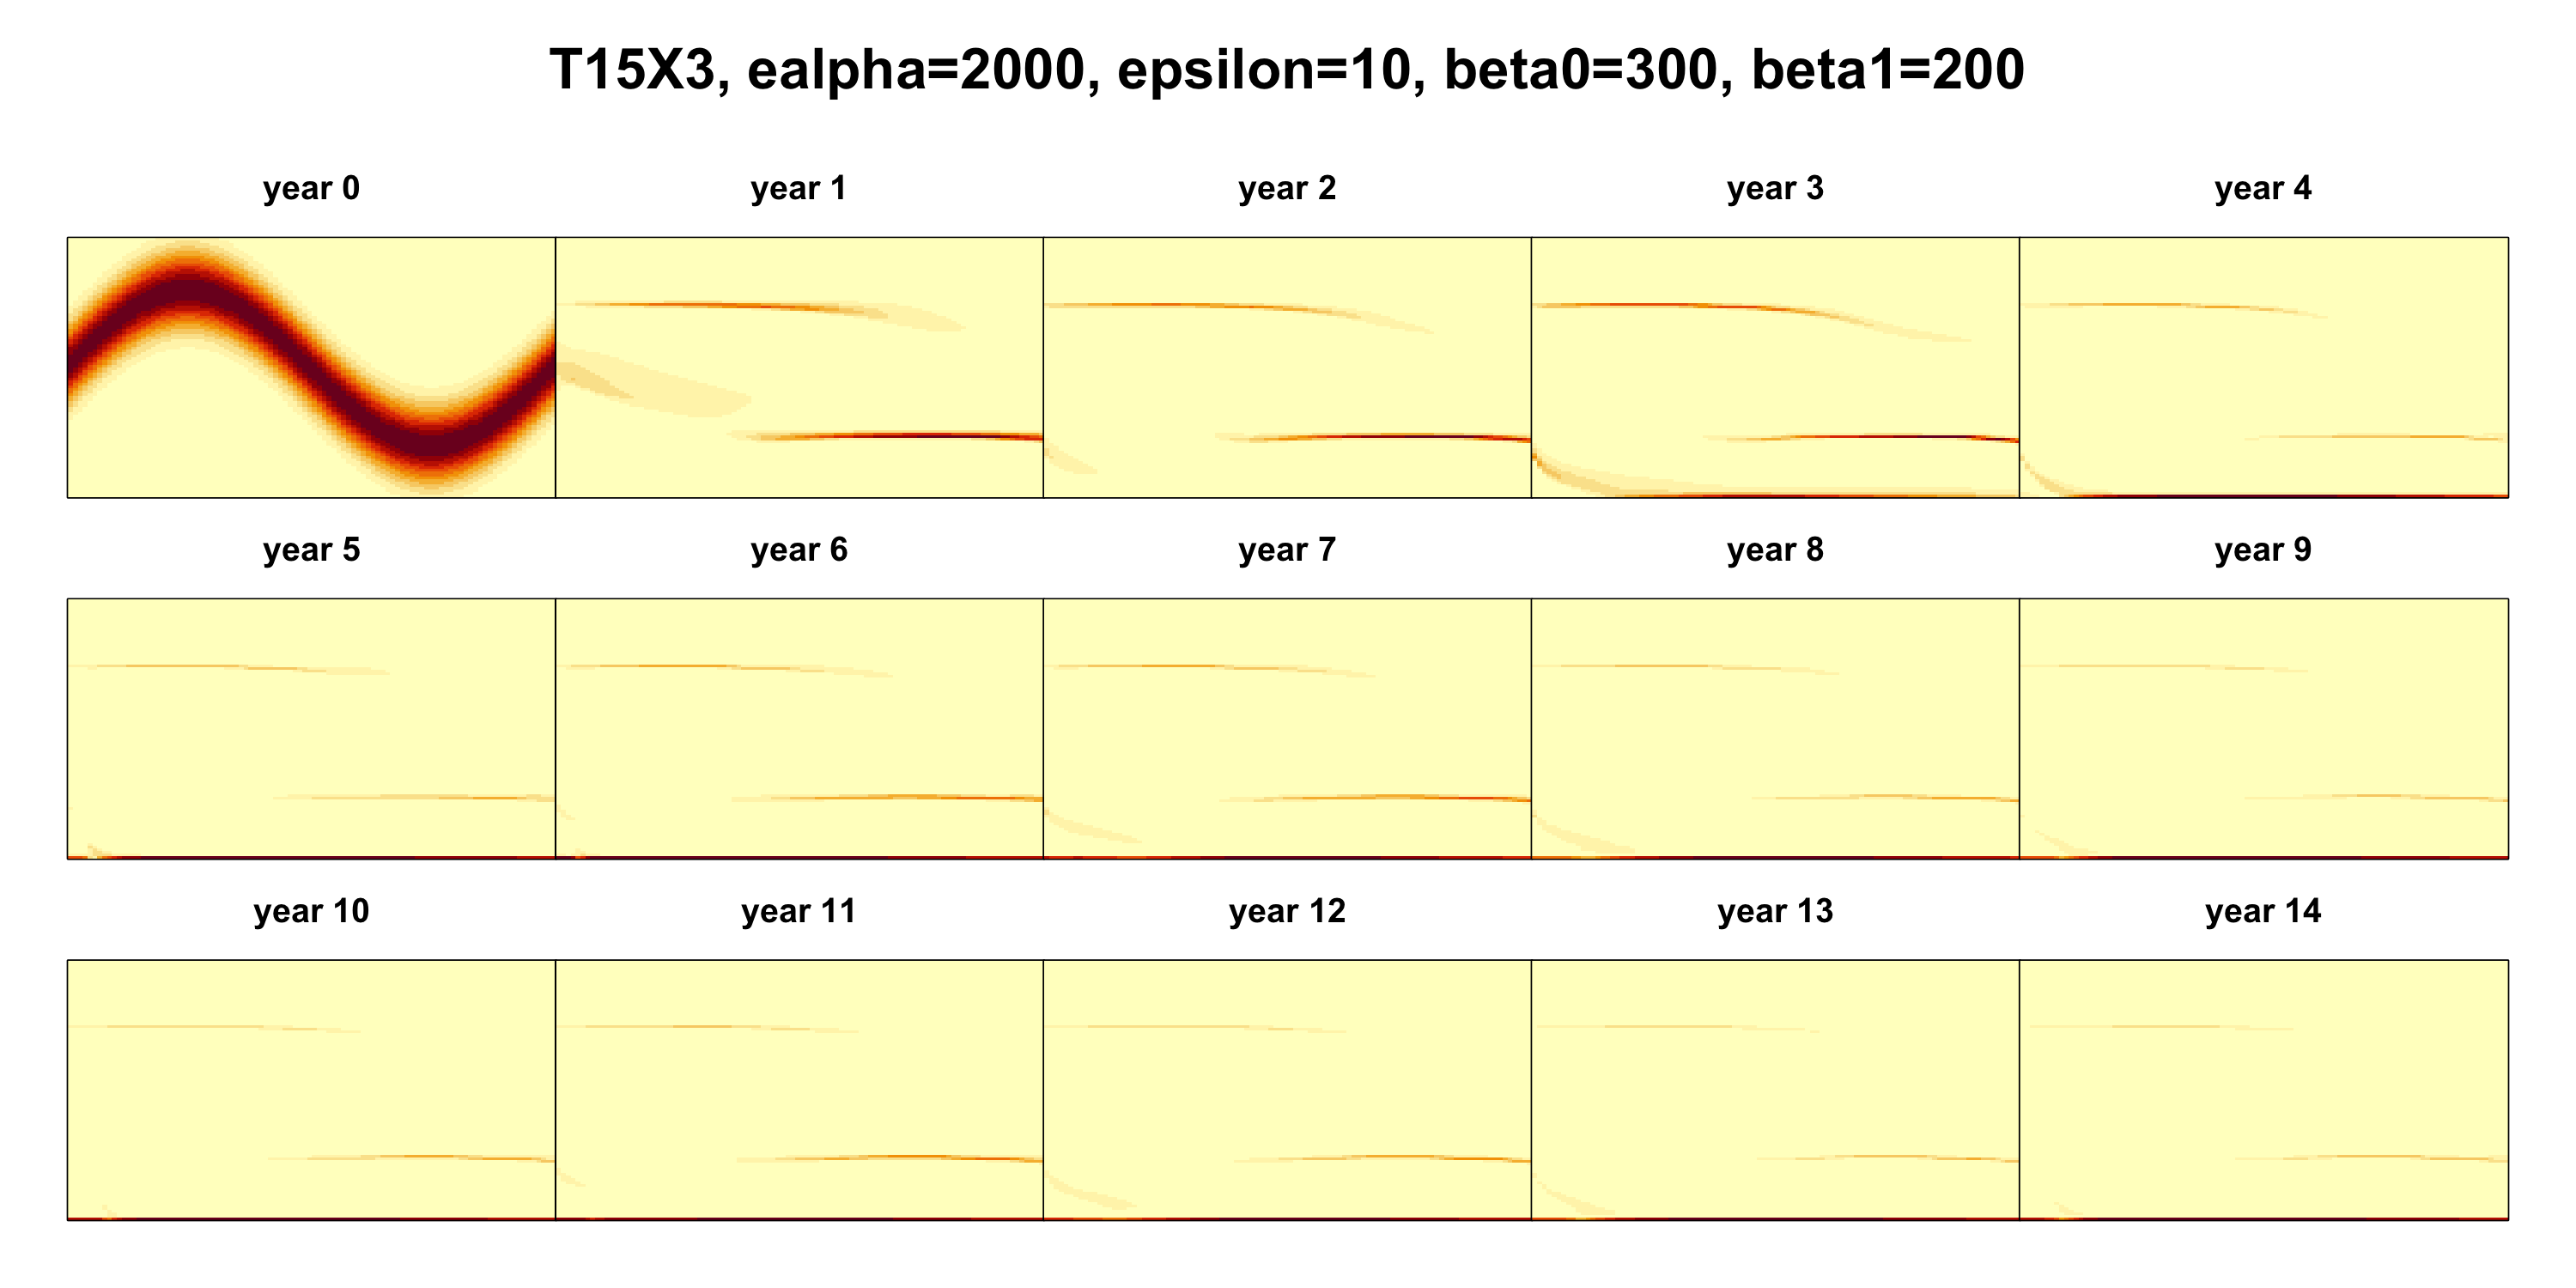 T15X3, ealpha=2000, epsilon=10, beta0=300, beta1=200
year 0 year 1 year 2 year 3 year 4
year 5 year 6 year 7 year 8 year 9
year 10 year 11 year 12 year 13 year 14